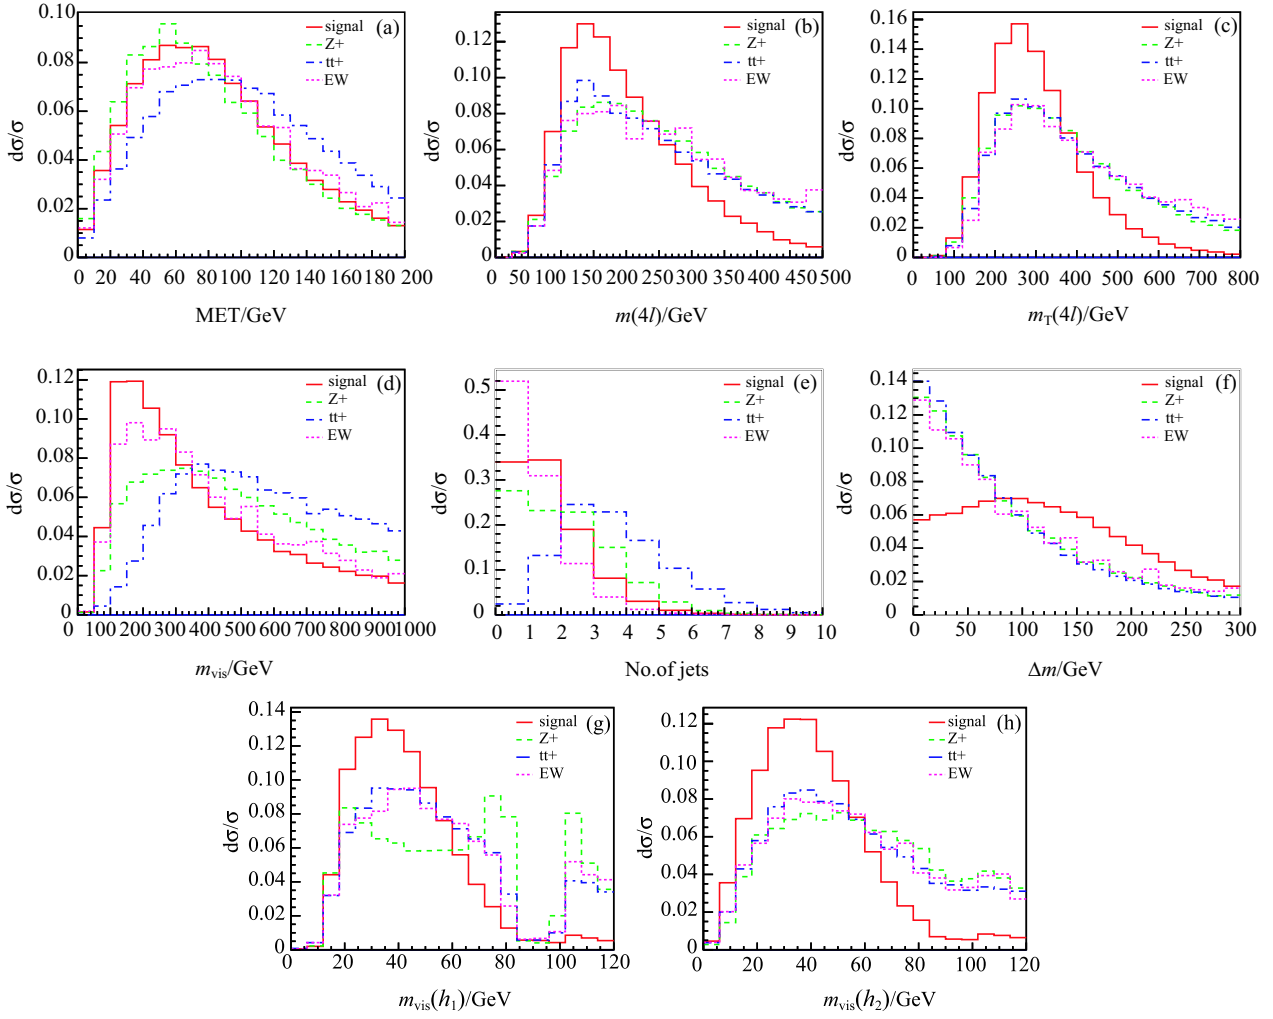 (a)
signal
Z+
tt+
EW
dσ/σ
0.10
0.08
0.06
0.04
0.02
0
0 20 40 60 80 100 120 140 160 180 200
MET/GeV
(b)
signal
Z+
tt+
EW
dσ/σ
0.12
0.10
0.08
0.06
0.04
0.02
0
0 50 100 150 200 250 300 350 400 450 500
m(4l)/GeV
(c)
signal
Z+
tt+
EW
dσ/σ
0.16
0.14
0.12
0.10
0.08
0.06
0.04
0.02
0
0 100 200 300 400 500 600 700 800
m_T(4l)/GeV
(d)
signal
Z+
tt+
EW
dσ/σ
0.12
0.10
0.08
0.06
0.04
0.02
0
0 100 200 300 400 500 600 700 800 900 1000
m_vis/GeV
(e)
signal
Z+
tt+
EW
dσ/σ
0.5
0.4
0.3
0.2
0.1
0
0 1 2 3 4 5 6 7 8 9 10
No.of jets
(f)
signal
Z+
tt+
EW
dσ/σ
0.14
0.12
0.10
0.08
0.06
0.04
0.02
0
0 50 100 150 200 250 300
Δm/GeV
(g)
signal
Z+
tt+
EW
dσ/σ
0.14
0.12
0.10
0.08
0.06
0.04
0.02
0
0 20 40 60 80 100 120
m_vis(h_1)/GeV
(h)
signal
Z+
tt+
EW
dσ/σ
0.12
0.10
0.08
0.06
0.04
0.02
0
0 20 40 60 80 100 120
m_vis(h_2)/GeV